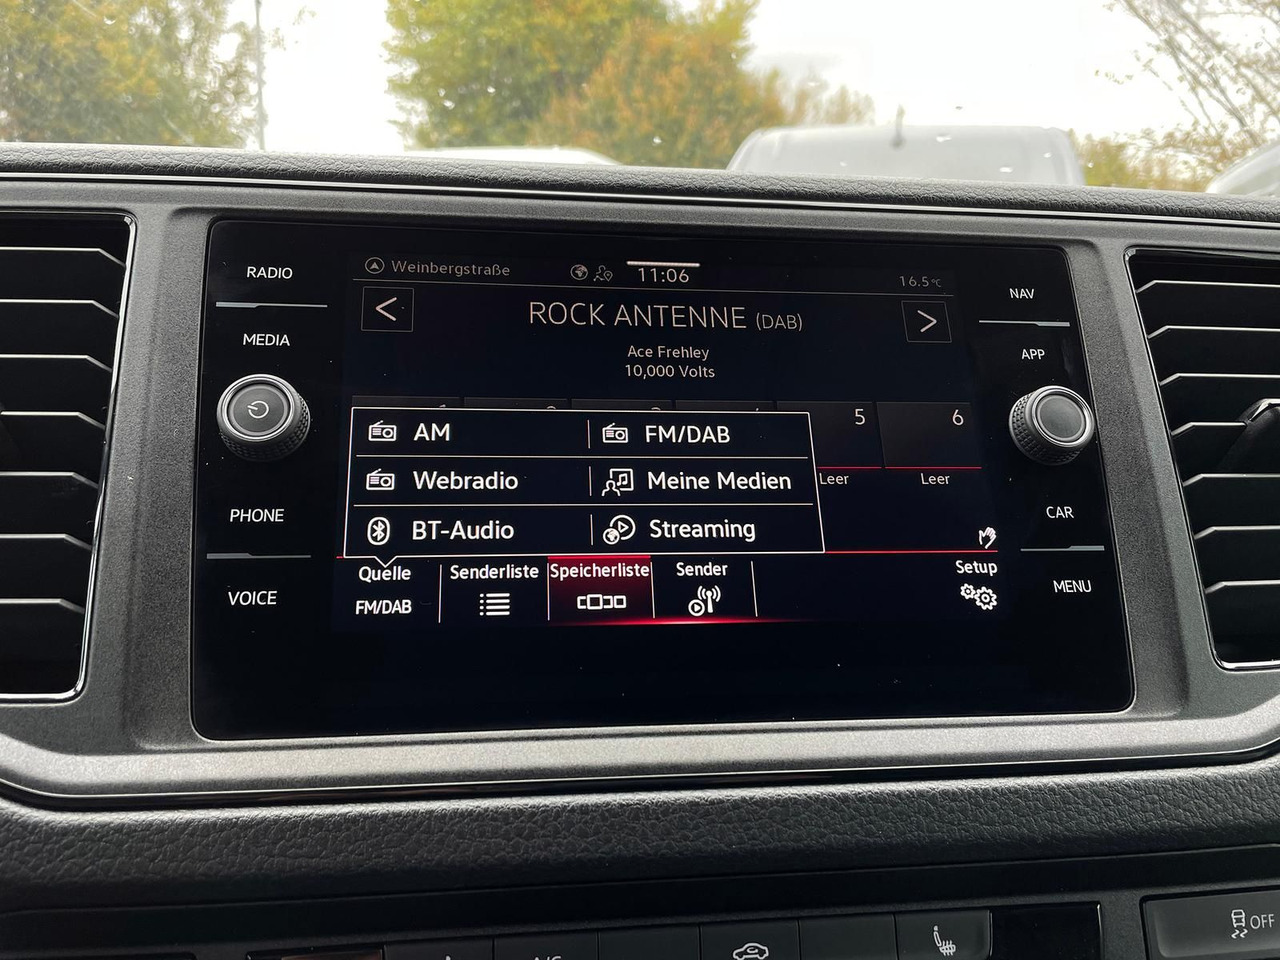 RADIO
MEDIA
PHONE
VOICE
Weinbergstraße
11:06
16.5°C
<
ROCK ANTENNE (DAB)
>
Ace Frehley
10,000 Volts
5
6
AM
FM/DAB
Webradio
Meine Medien
BT-Audio
Streaming
Leer
Leer
Quelle
FM/DAB
Senderliste
Speicherliste
Sender
Setup
NAV
APP
CAR
MENU
OFF